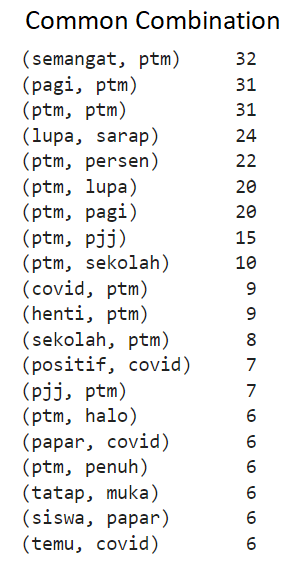 Common Combination
(semangat, ptm) 32
(pagi, ptm) 31
(ptm, ptm) 31
(lupa, sarap) 24
(ptm, persen) 22
(ptm, lupa) 20
(ptm, pagi) 20
(ptm, pjj) 15
(ptm, sekolah) 10
(covid, ptm) 9
(henti, ptm) 9
(sekolah, ptm) 8
(positif, covid) 7
(pjj, ptm) 7
(ptm, halo) 6
(papar, covid) 6
(ptm, penuh) 6
(tatap, muka) 6
(siswa, papar) 6
(temu, covid) 6